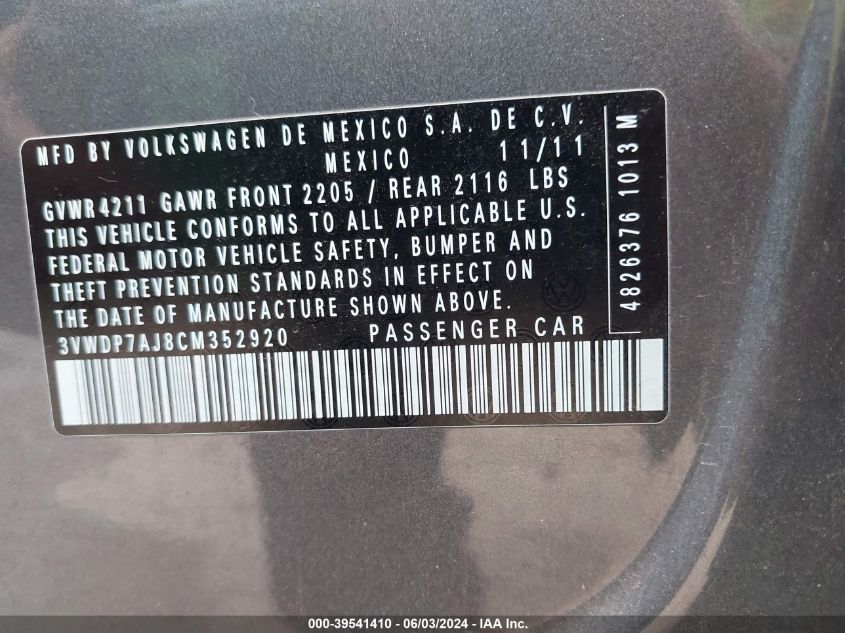 MFD BY VOLKSWAGEN DE MEXICO S.A. DE C.V.
MEXICO 11/11
GVWR 4211 GAWR FRONT 2205 / REAR 2116 LBS
THIS VEHICLE CONFORMS TO ALL APPLICABLE U.S.
FEDERAL MOTOR VEHICLE SAFETY, BUMPER AND
THEFT PREVENTION STANDARDS IN EFFECT ON
THE DATE OF MANUFACTURE SHOWN ABOVE.
3VWDP7AJ8CM352920 PASSENGER CAR
4826376 1013 M
000-39541410 - 06/03/2024 - IAA Inc.